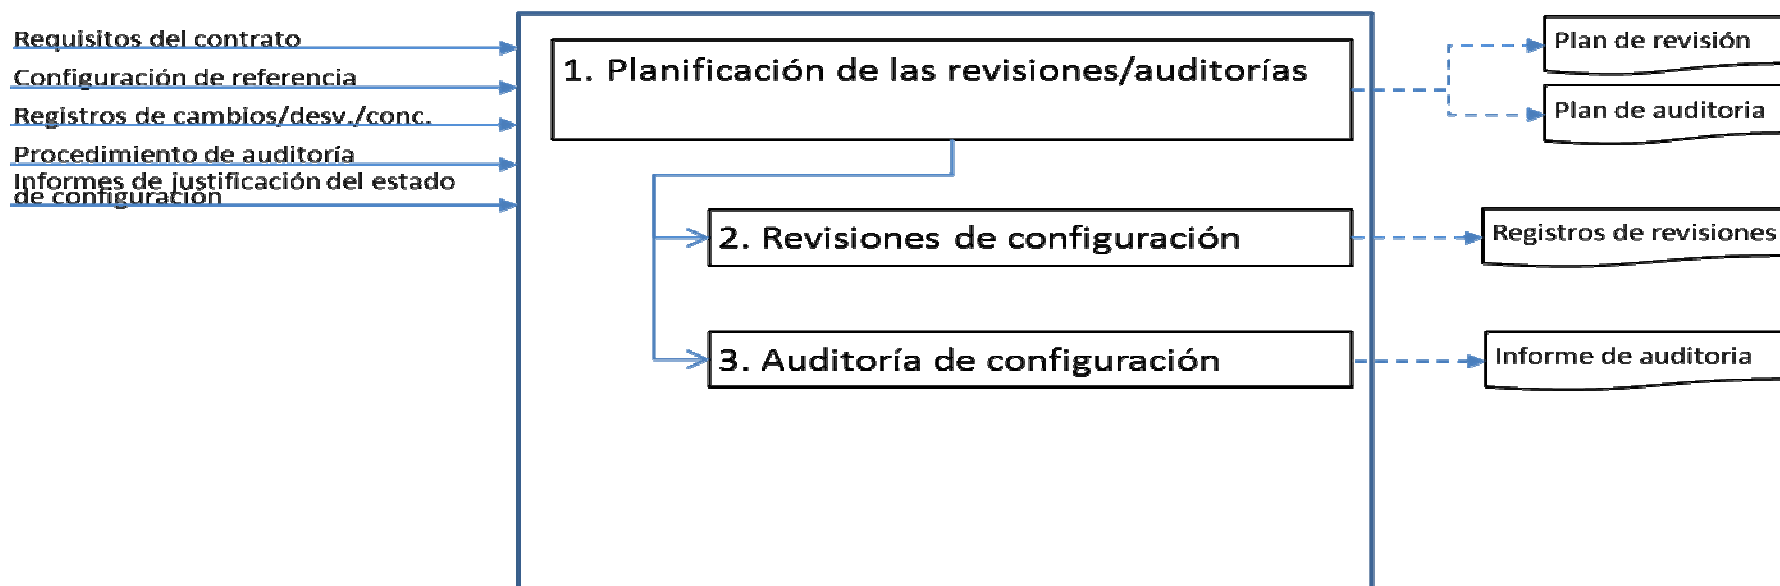 Requisitos del contrato
Configuración de referencia
Registros de cambios/desv./conc.
Procedimiento de auditoría
Informes de justificación del estado
de configuración
1. Planificación de las revisiones/auditorías
2. Revisiones de configuración
3. Auditoría de configuración
Plan de revisión
Plan de auditoria
Registros de revisiones
Informe de auditoria